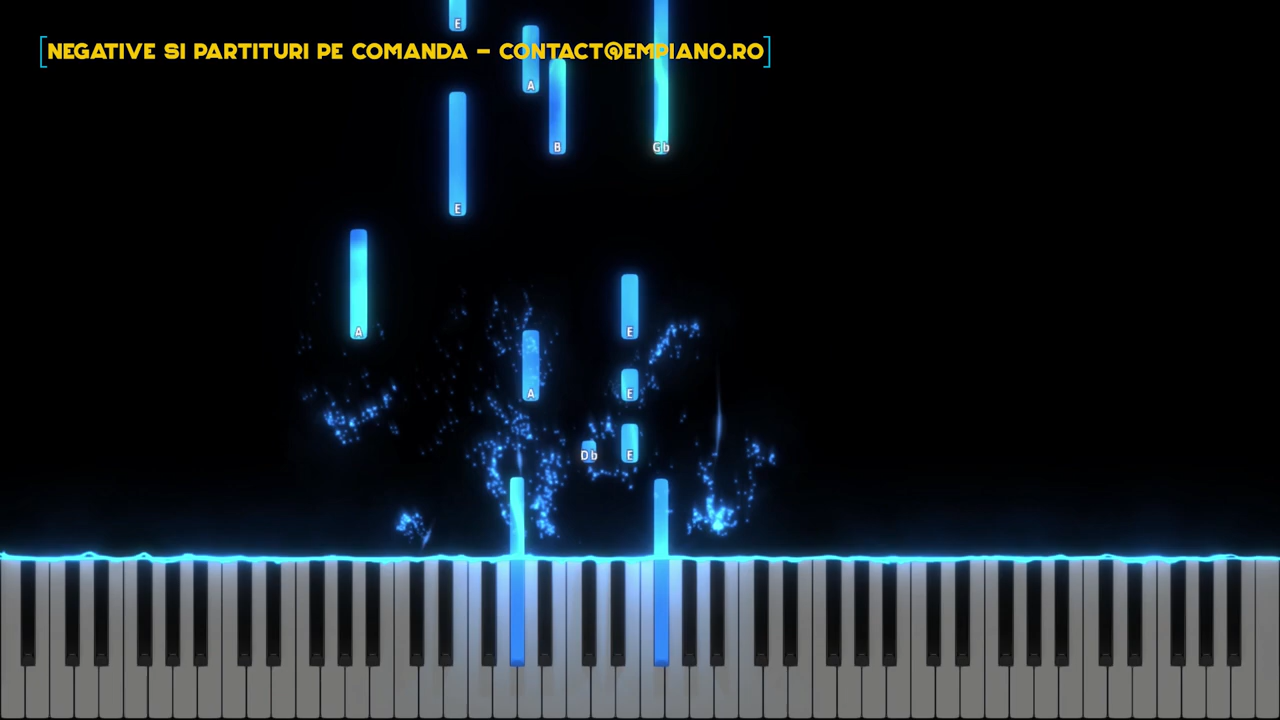 E
[NEGATIVE SI PARTITURI PE COMANDA - CONTACT@EMPIANO.RO]
A
B Gb
E
A E
A E
Db E